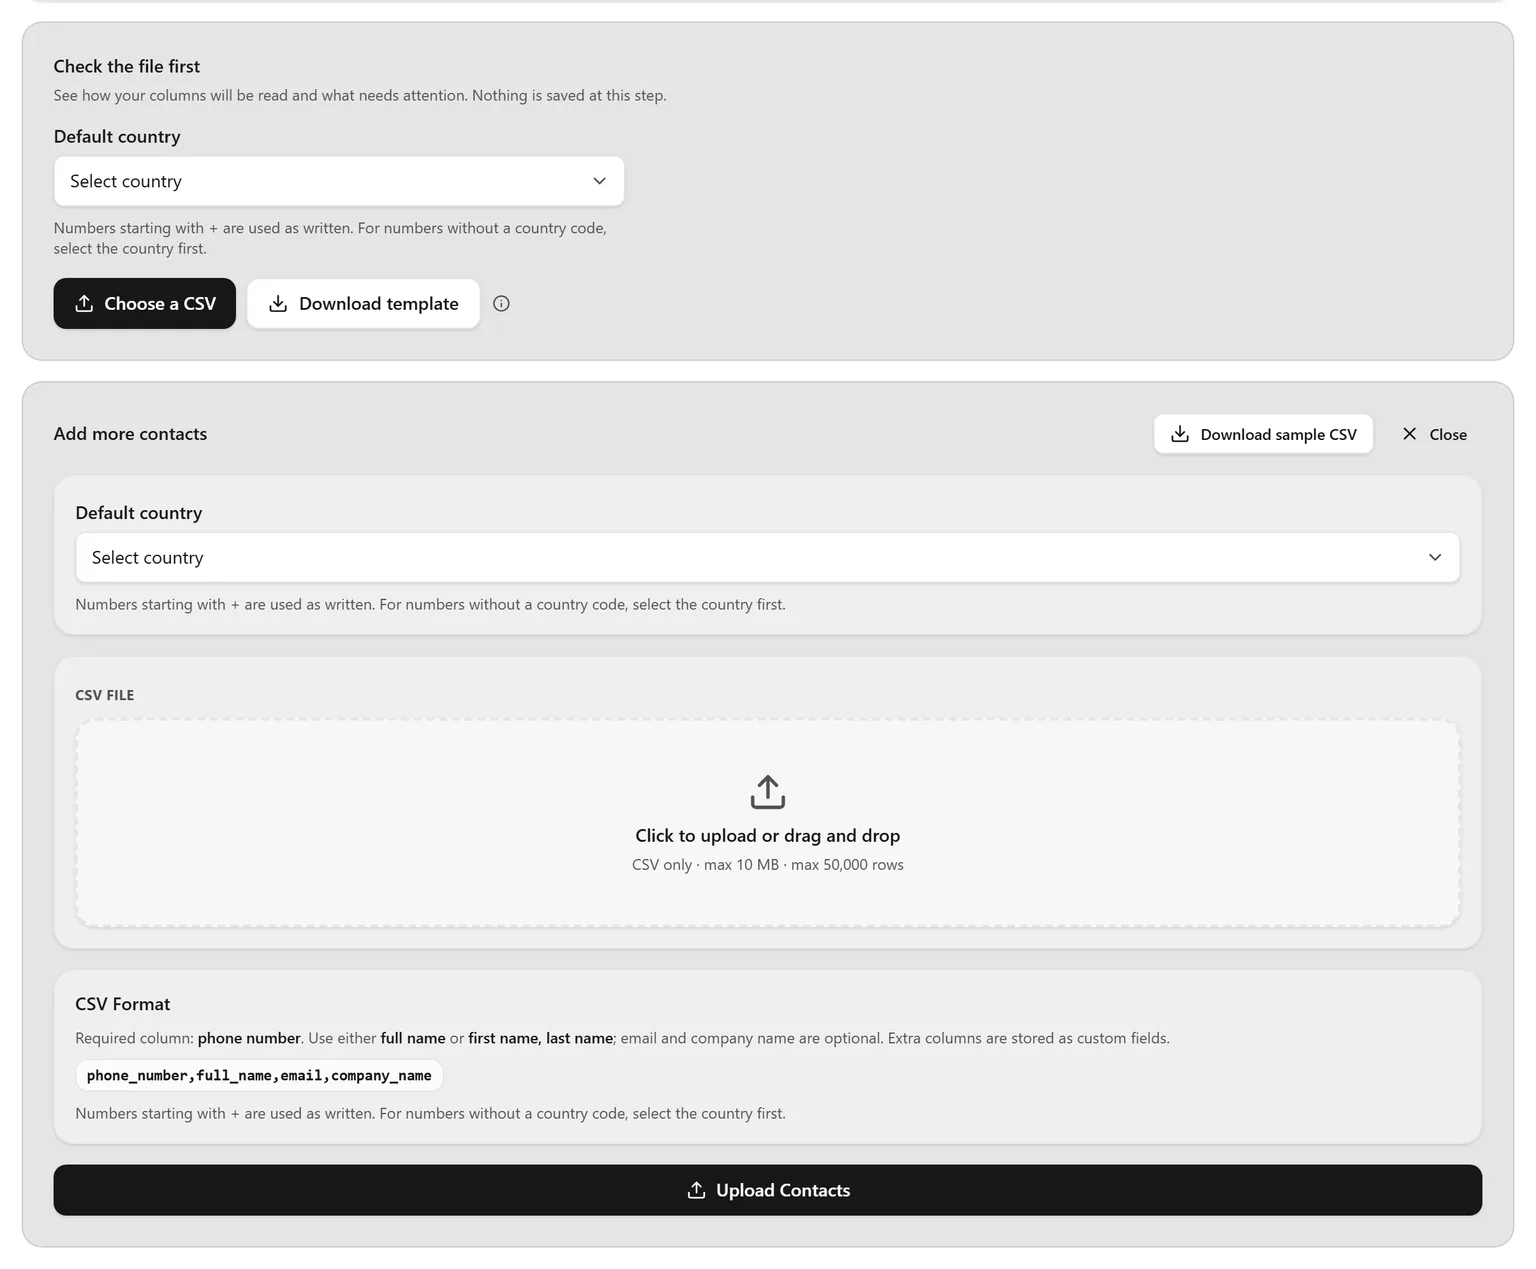 Check the file first
See how your columns will be read and what needs attention. Nothing is saved at this step.
Default country
Select country
Numbers starting with + are used as written. For numbers without a country code,
select the country first.
Choose a CSV
Download template
Add more contacts
Download sample CSV
Close
Default country
Select country
Numbers starting with + are used as written. For numbers without a country code, select the country first.
CSV FILE
Click to upload or drag and drop
CSV only · max 10 MB · max 50,000 rows
CSV Format
Required column: phone number. Use either full name or first name, last name; email and company name are optional. Extra columns are stored as custom fields.
phone_number,full_name,email,company_name
Numbers starting with + are used as written. For numbers without a country code, select the country first.
Upload Contacts